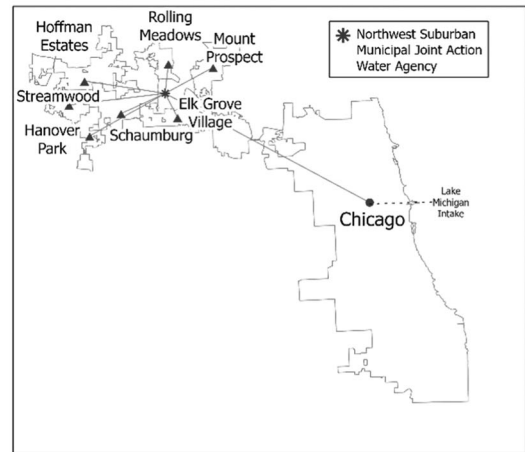 Hoffman
Estates
Rolling
Meadows
Mount
Prospect
Northwest Suburban
Municipal Joint Action
Water Agency
Streamwood
Elk Grove
Village
Hanover
Park
Schaumburg
Chicago
Lake
Michigan
Intake